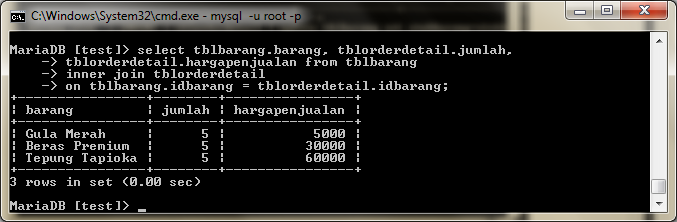 C:\Windows\System32\cmd.exe - mysql  -u root -p
MariaDB [test]> select tblbarang.barang, tblorderdetail.jumlah,
    -> tblorderdetail.hargapenjualan from tblbarang
    -> inner join tblorderdetail
    -> on tblbarang.idbarang = tblorderdetail.idbarang;
+----------------+--------+----------------+
| barang         | jumlah | hargapenjualan |
+----------------+--------+----------------+
| Gula Merah     |      5 |           5000 |
| Beras Premium  |      5 |          30000 |
| Tepung Tapioka |      5 |          60000 |
+----------------+--------+----------------+
3 rows in set (0.00 sec)
MariaDB [test]> _